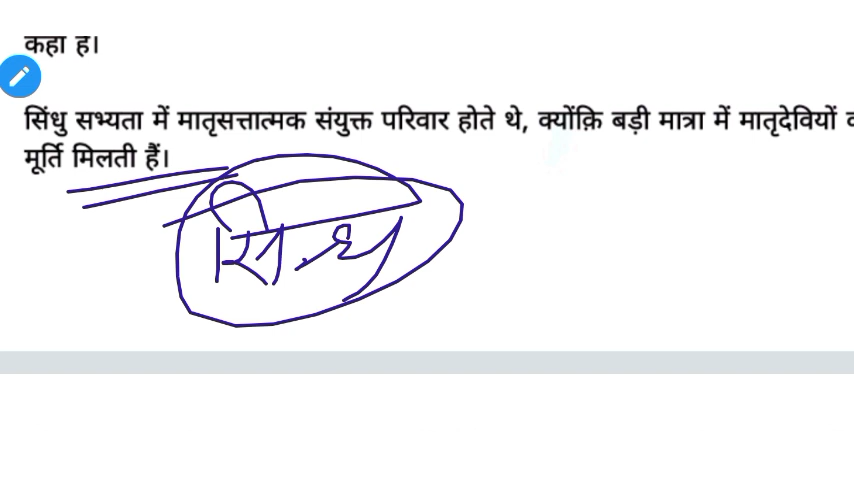 कहा ह।
सिंधु सभ्यता में मातृसत्तात्मक संयुक्त परिवार होते थे, क्योंक़ि बड़ी मात्रा में मातृदेवियों
मूर्ति मिलती हैं।
सिन्धु